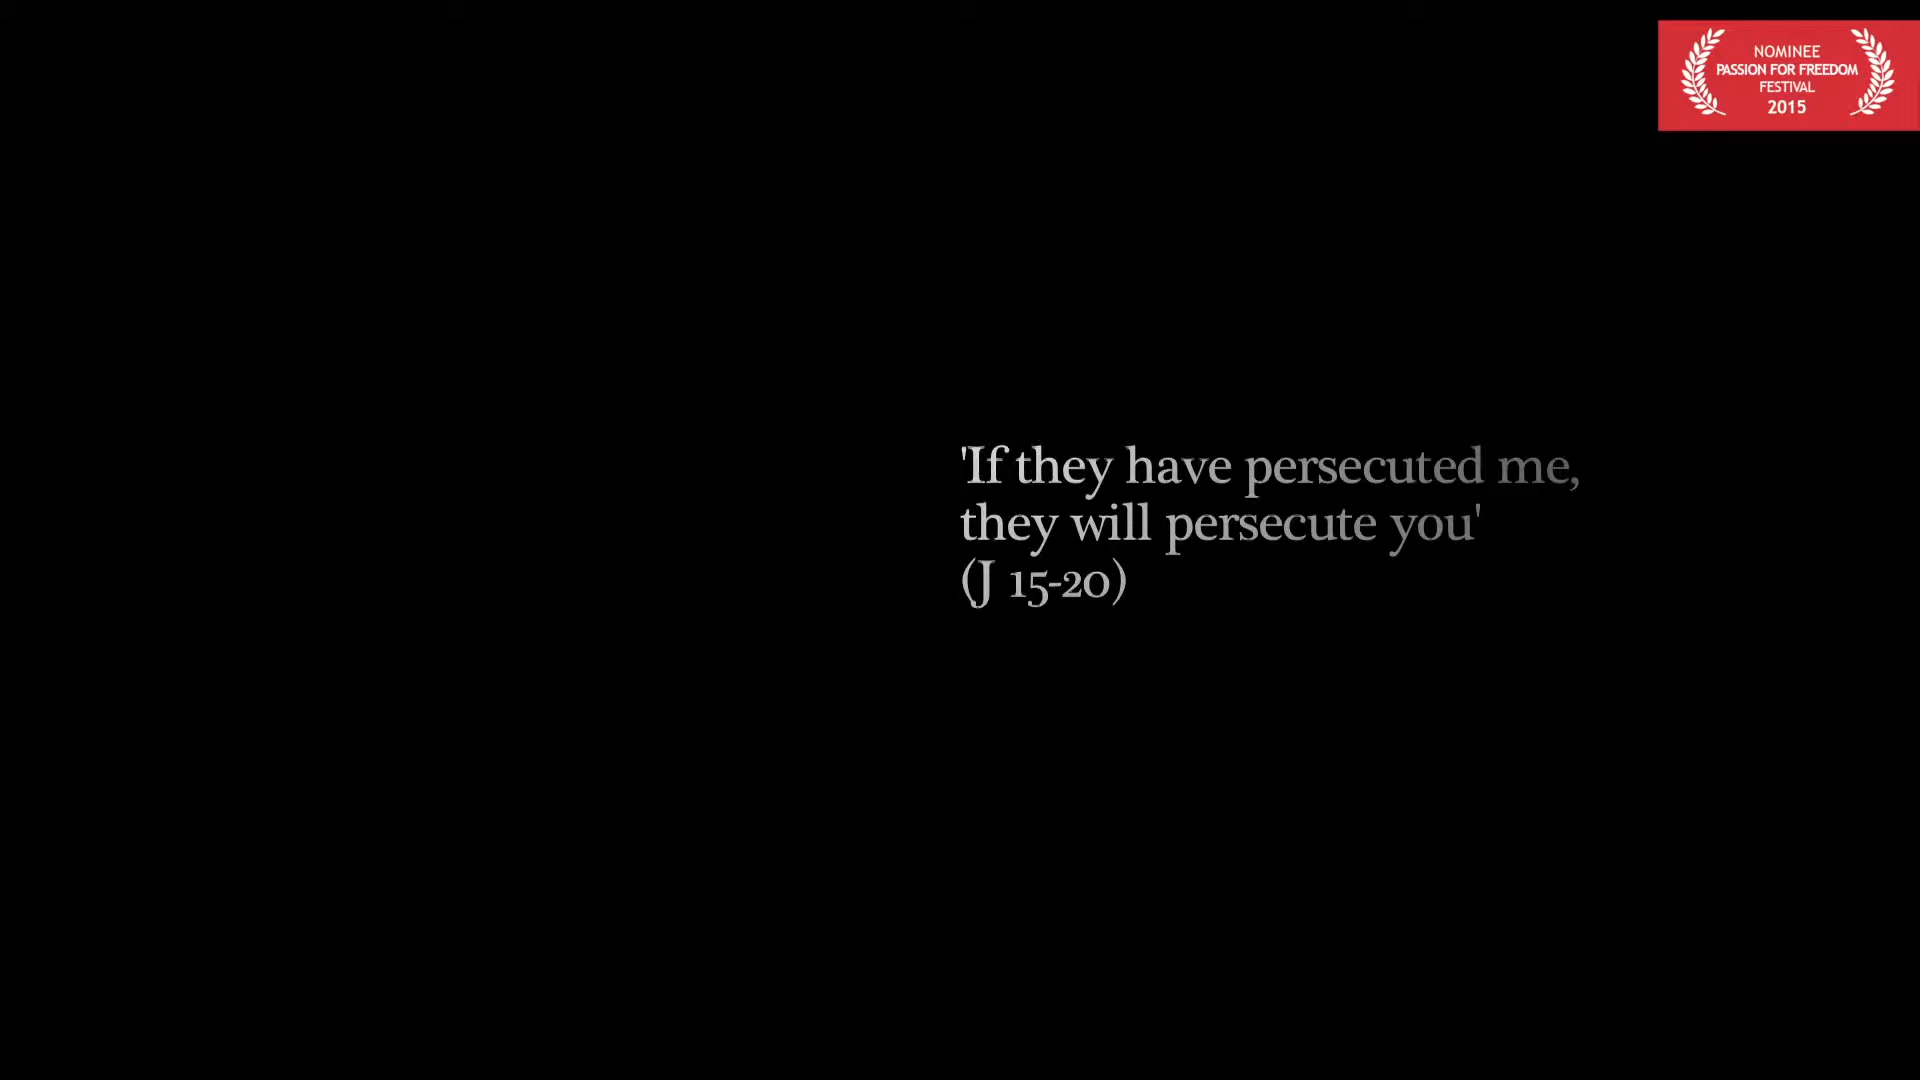 NOMINEE
PASSION FOR FREEDOM
FESTIVAL
2015
'If they have persecuted me,
they will persecute you'
(J 15-20)